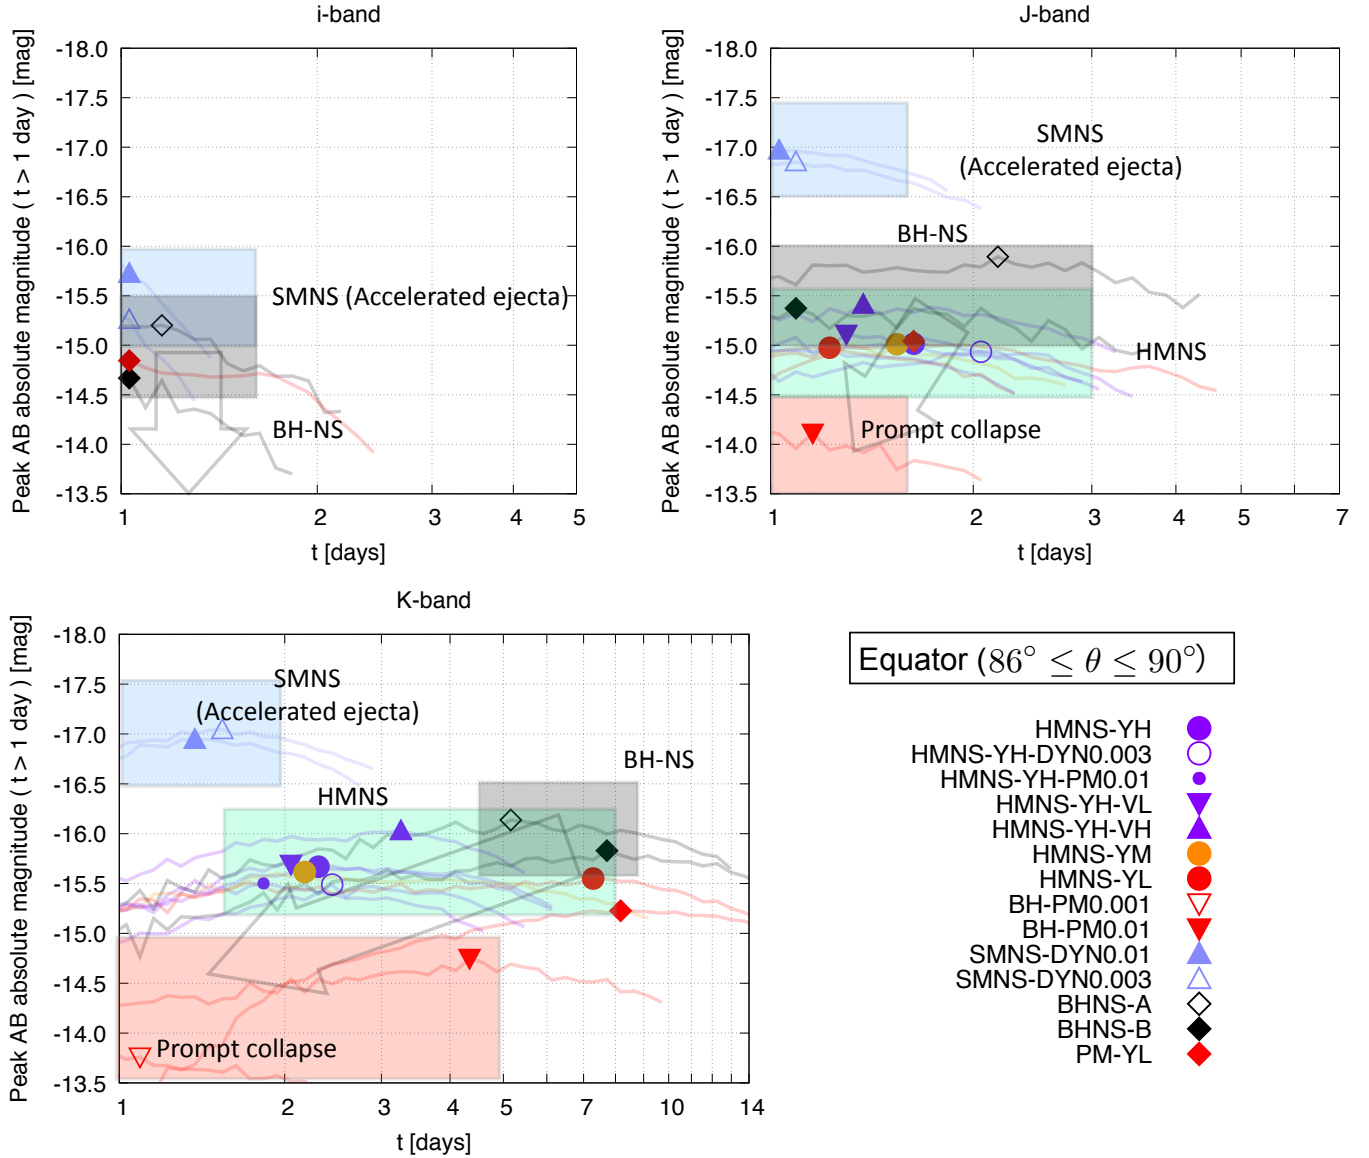 i-band
Peak AB absolute magnitude ( t > 1 day ) [mag]
-18.0
-17.5
-17.0
-16.5
-16.0
-15.5
-15.0
-14.5
-14.0
-13.5
SMNS (Accelerated ejecta)
BH-NS
1 2 3 4 5
t [days]
J-band
Peak AB absolute magnitude ( t > 1 day ) [mag]
-18.0
-17.5
-17.0
-16.5
-16.0
-15.5
-15.0
-14.5
-14.0
-13.5
SMNS
(Accelerated ejecta)
BH-NS
HMNS
Prompt collapse
1 2 3 4 5 7
t [days]
K-band
Peak AB absolute magnitude ( t > 1 day ) [mag]
-18.0
-17.5
-17.0
-16.5
-16.0
-15.5
-15.0
-14.5
-14.0
-13.5
SMNS
(Accelerated ejecta)
BH-NS
HMNS
Prompt collapse
1 2 3 4 5 7 10 14
t [days]
Equator (86° ≤ θ ≤ 90°)
HMNS-YH
HMNS-YH-DYN0.003
HMNS-YH-PM0.01
HMNS-YH-VL
HMNS-YH-VH
HMNS-YM
HMNS-YL
BH-PM0.001
BH-PM0.01
SMNS-DYN0.01
SMNS-DYN0.003
BHNS-A
BHNS-B
PM-YL